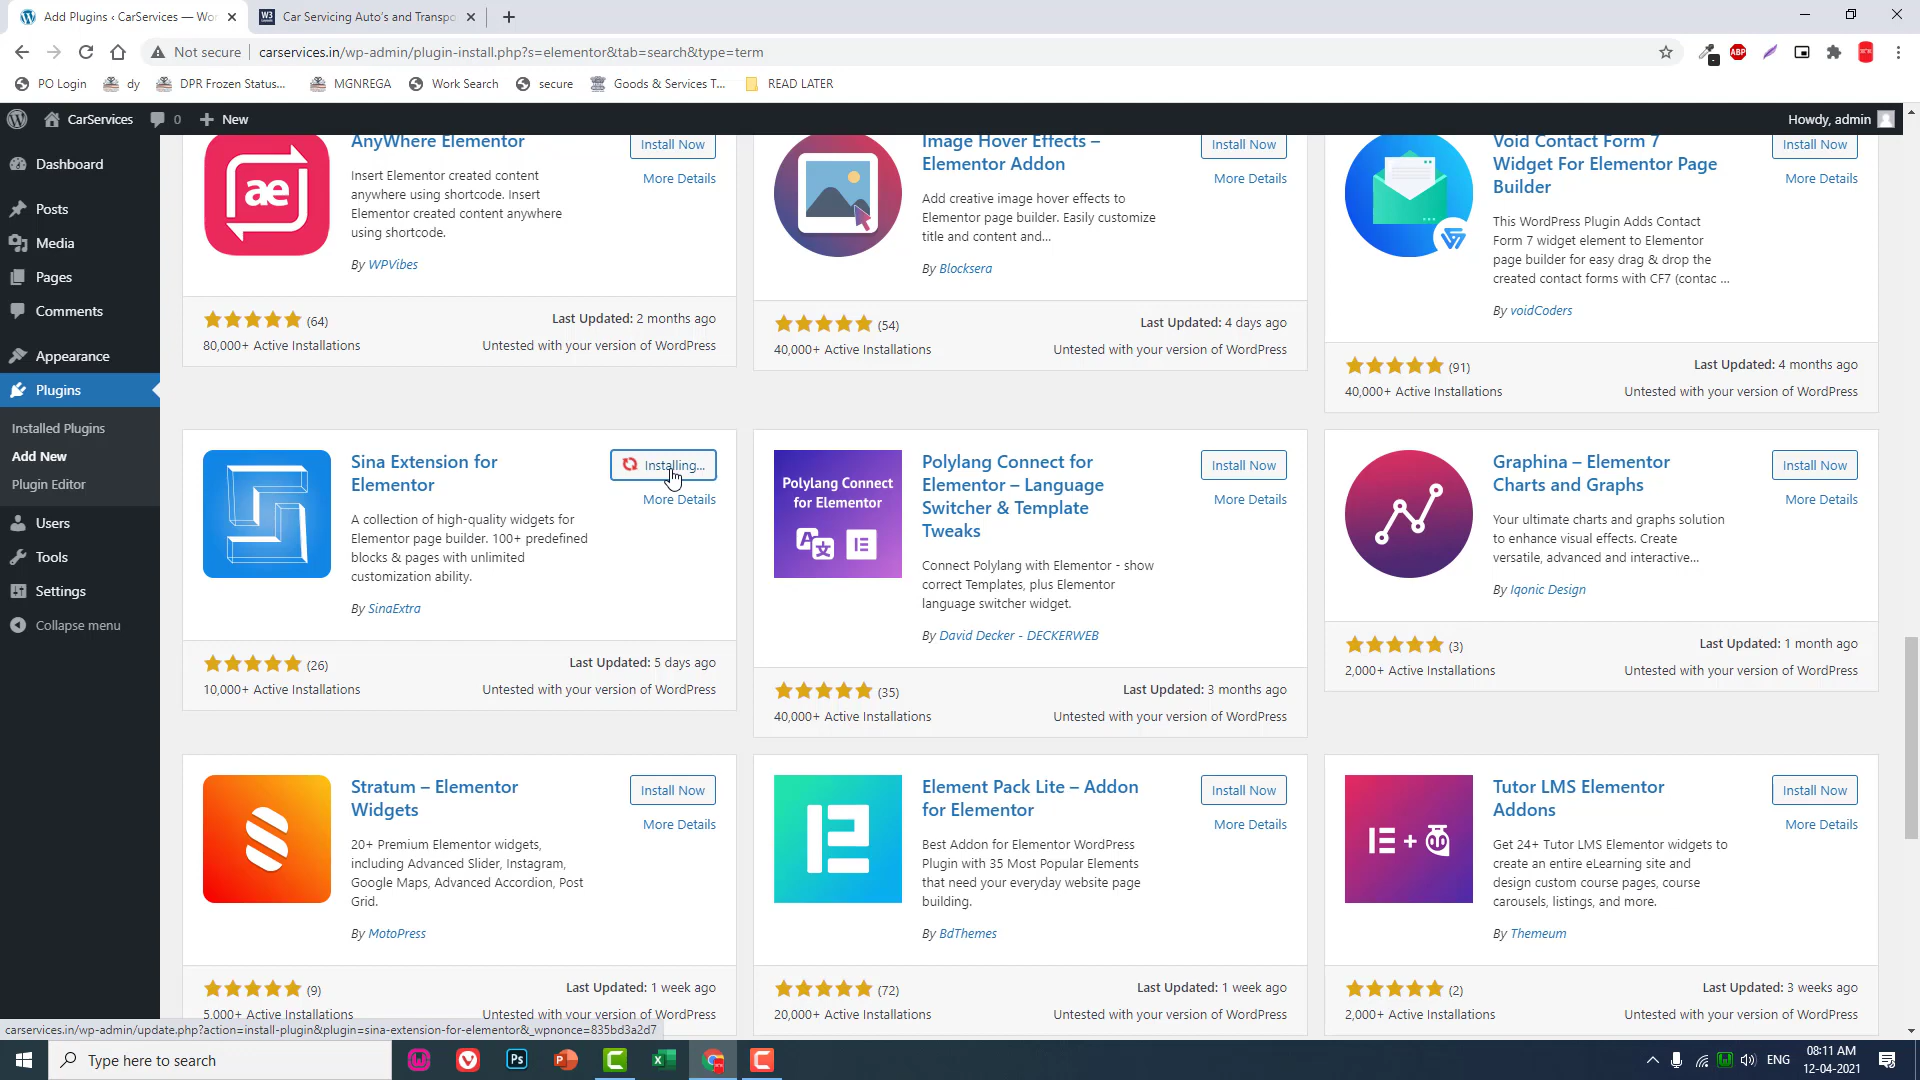 Add Plugins ‹ CarServices — Wor
Car Servicing Auto's and Transpo
Not secure
carservices.in/wp-admin/plugin-install.php?s=elementor&tab=search&type=term
PO Login
dy
DPR Frozen Status...
MGNREGA
Work Search
secure
Goods & Services T...
READ LATER
CarServices
0
New
Howdy, admin
Dashboard
Posts
Media
Pages
Comments
Appearance
Plugins
Installed Plugins
Add New
Plugin Editor
Users
Tools
Settings
Collapse menu
ae
AnyWhere Elementor
Install Now
More Details
Insert Elementor created content
anywhere using shortcode. Insert
Elementor created content anywhere
using shortcode.
By WPVibes
(64)
80,000+ Active Installations
Last Updated: 2 months ago
Untested with your version of WordPress
Image Hover Effects –
Elementor Addon
Install Now
More Details
Add creative image hover effects to
Elementor page builder. Easily customize
title and content and...
By Blocksera
(54)
40,000+ Active Installations
Last Updated: 4 days ago
Untested with your version of WordPress
Void Contact Form 7
Widget For Elementor Page
Builder
Install Now
More Details
This WordPress Plugin Adds Contact
Form 7 widget element to Elementor
page builder for easy drag & drop the
created contact forms with CF7 (contac ...
By voidCoders
(91)
40,000+ Active Installations
Last Updated: 4 months ago
Untested with your version of WordPress
Sina Extension for
Elementor
Installing...
More Details
A collection of high-quality widgets for
Elementor page builder. 100+ predefined
blocks & pages with unlimited
customization ability.
By SinaExtra
(26)
10,000+ Active Installations
Last Updated: 5 days ago
Untested with your version of WordPress
Polylang Connect
for Elementor
Polylang Connect for
Elementor – Language
Switcher & Template
Tweaks
Install Now
More Details
Connect Polylang with Elementor - show
correct Templates, plus Elementor
language switcher widget.
By David Decker - DECKERWEB
(35)
40,000+ Active Installations
Last Updated: 3 months ago
Untested with your version of WordPress
Graphina – Elementor
Charts and Graphs
Install Now
More Details
Your ultimate charts and graphs solution
to enhance visual effects. Create
versatile, advanced and interactive...
By Iqonic Design
(3)
2,000+ Active Installations
Last Updated: 1 month ago
Untested with your version of WordPress
Stratum – Elementor
Widgets
Install Now
More Details
20+ Premium Elementor widgets,
including Advanced Slider, Instagram,
Google Maps, Advanced Accordion, Post
Grid.
By MotoPress
(9)
5,000+ Active Installations
Last Updated: 1 week ago
Untested with your version of WordPress
Element Pack Lite – Addon
for Elementor
Install Now
More Details
Best Addon for Elementor WordPress
Plugin with 35 Most Popular Elements
that need your everyday website page
building.
By BdThemes
(72)
20,000+ Active Installations
Last Updated: 1 week ago
Untested with your version of WordPress
Tutor LMS Elementor
Addons
Install Now
More Details
Get 24+ Tutor LMS Elementor widgets to
create an entire eLearning site and
design custom course pages, course
carousels, listings, and more.
By Themeum
(2)
2,000+ Active Installations
Last Updated: 3 weeks ago
Untested with your version of WordPress
carservices.in/wp-admin/update.php?action=install-plugin&plugin=sina-extension-for-elementor&_wpnonce=835bd3a2d7
Type here to search
ENG
08:11 AM
12-04-2021